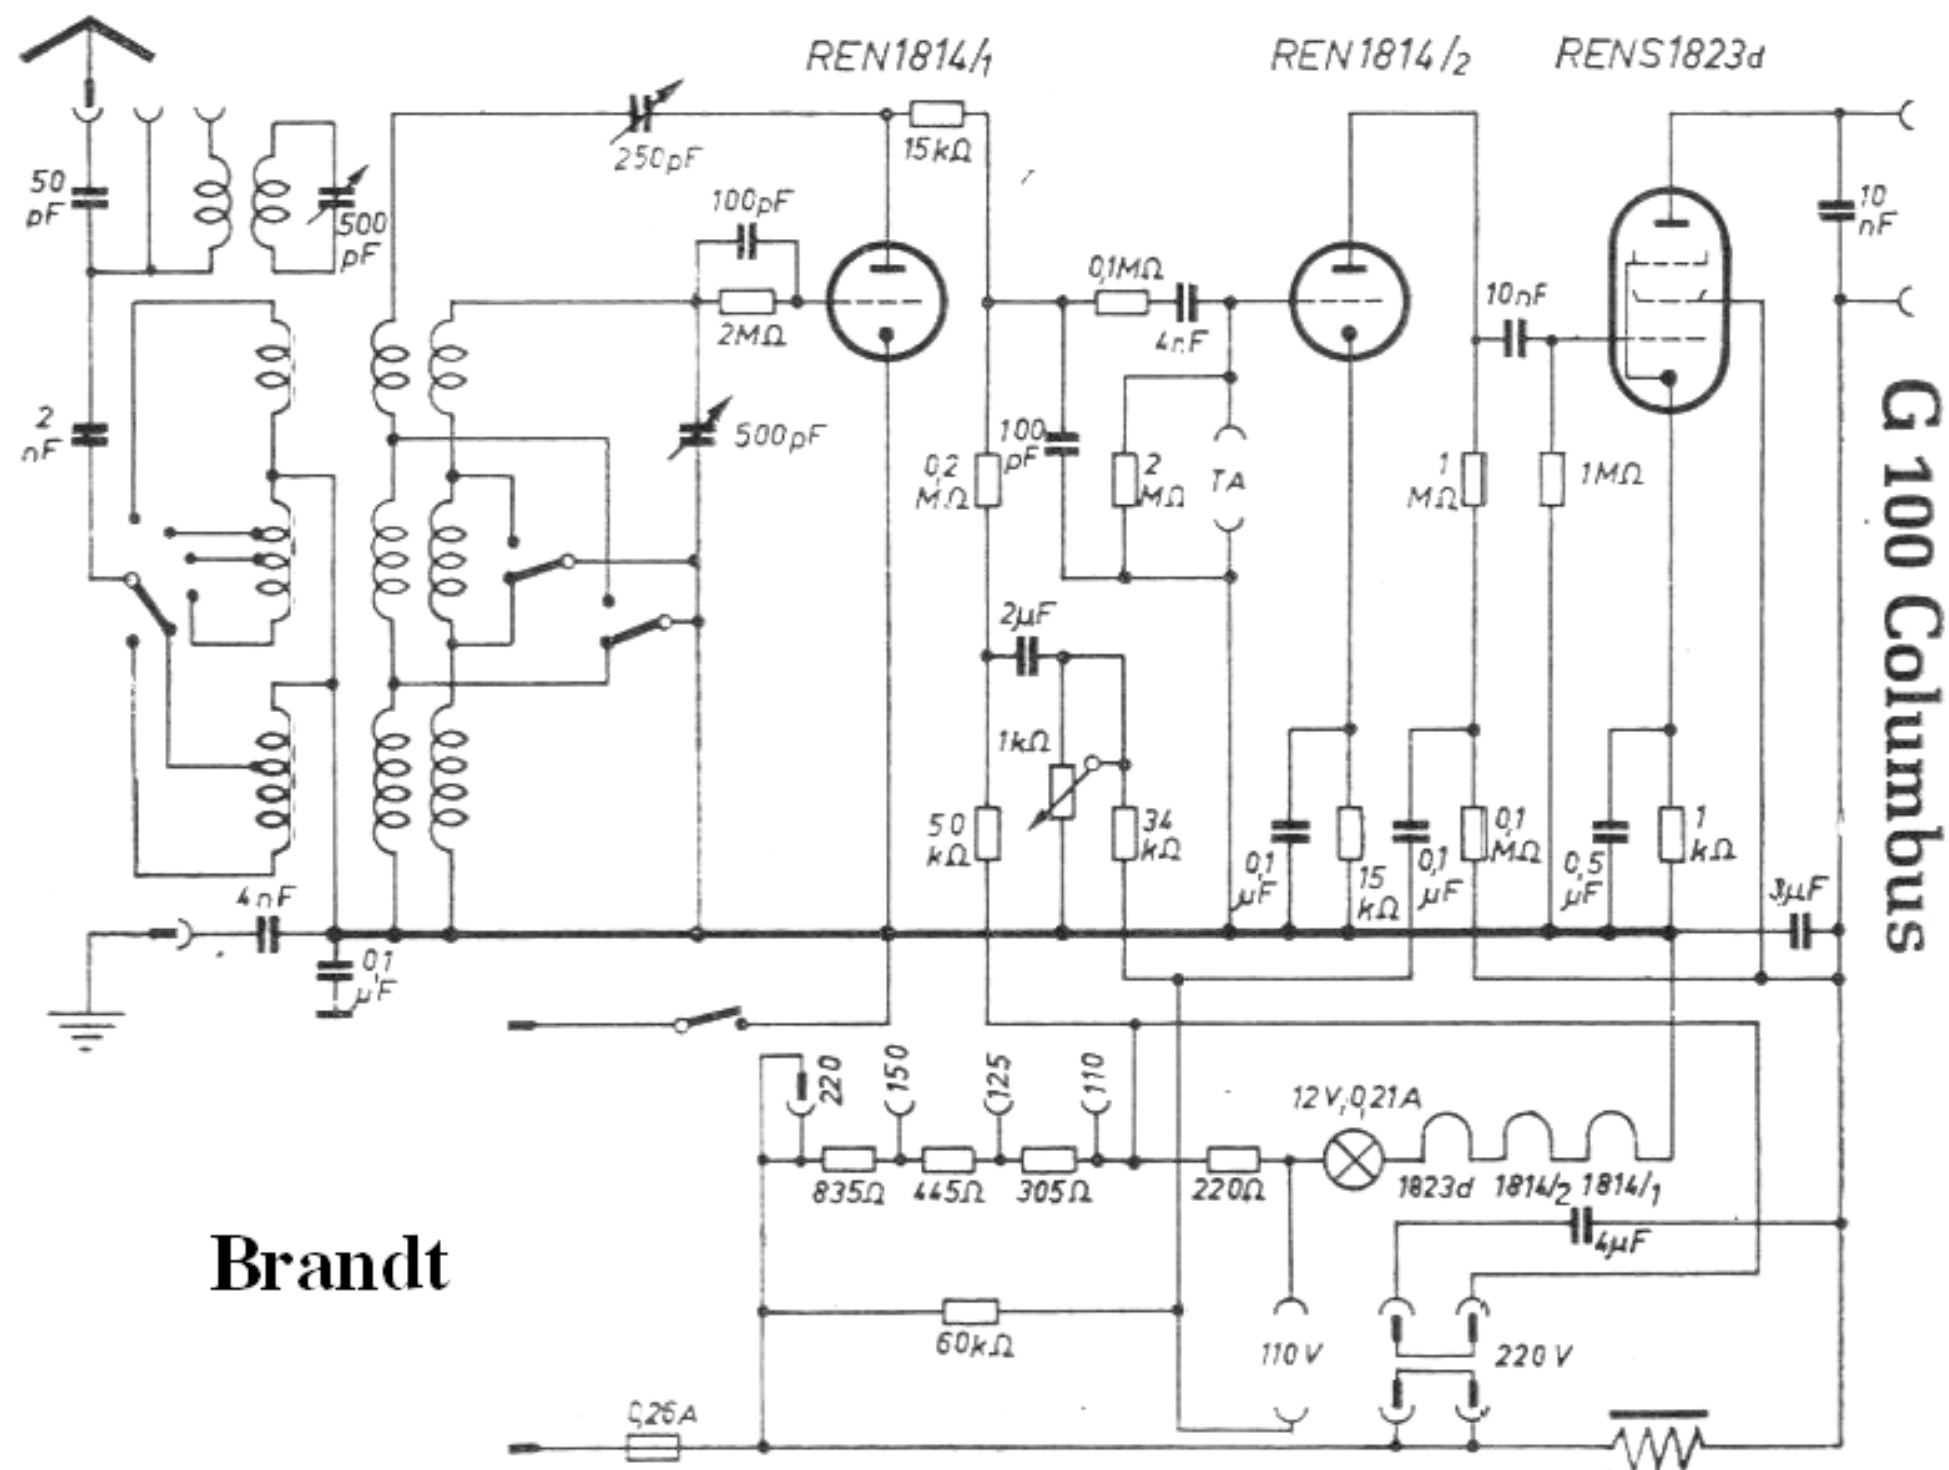 REN1814/1
REN1814/2
RENS1823d
250pF
15kΩ
50
pF
500
pF
100pF
2MΩ
10
nF
0,1MΩ
4nF
10nF
2
nF
500pF
100
pF
0,2
MΩ
2
MΩ
TA
1
MΩ
1MΩ
2µF
1kΩ
50
kΩ
34
kΩ
0,1
µF
15
kΩ
0,1
µF
0,1
MΩ
0,5
µF
1
kΩ
3µF
4nF
0,1
µF
G 100 Columbus
220
150
125
110
12V,0,21A
835Ω
445Ω
305Ω
220Ω
1823d
1814/2
1814/1
4µF
Brandt
60kΩ
110V
220V
0,26A